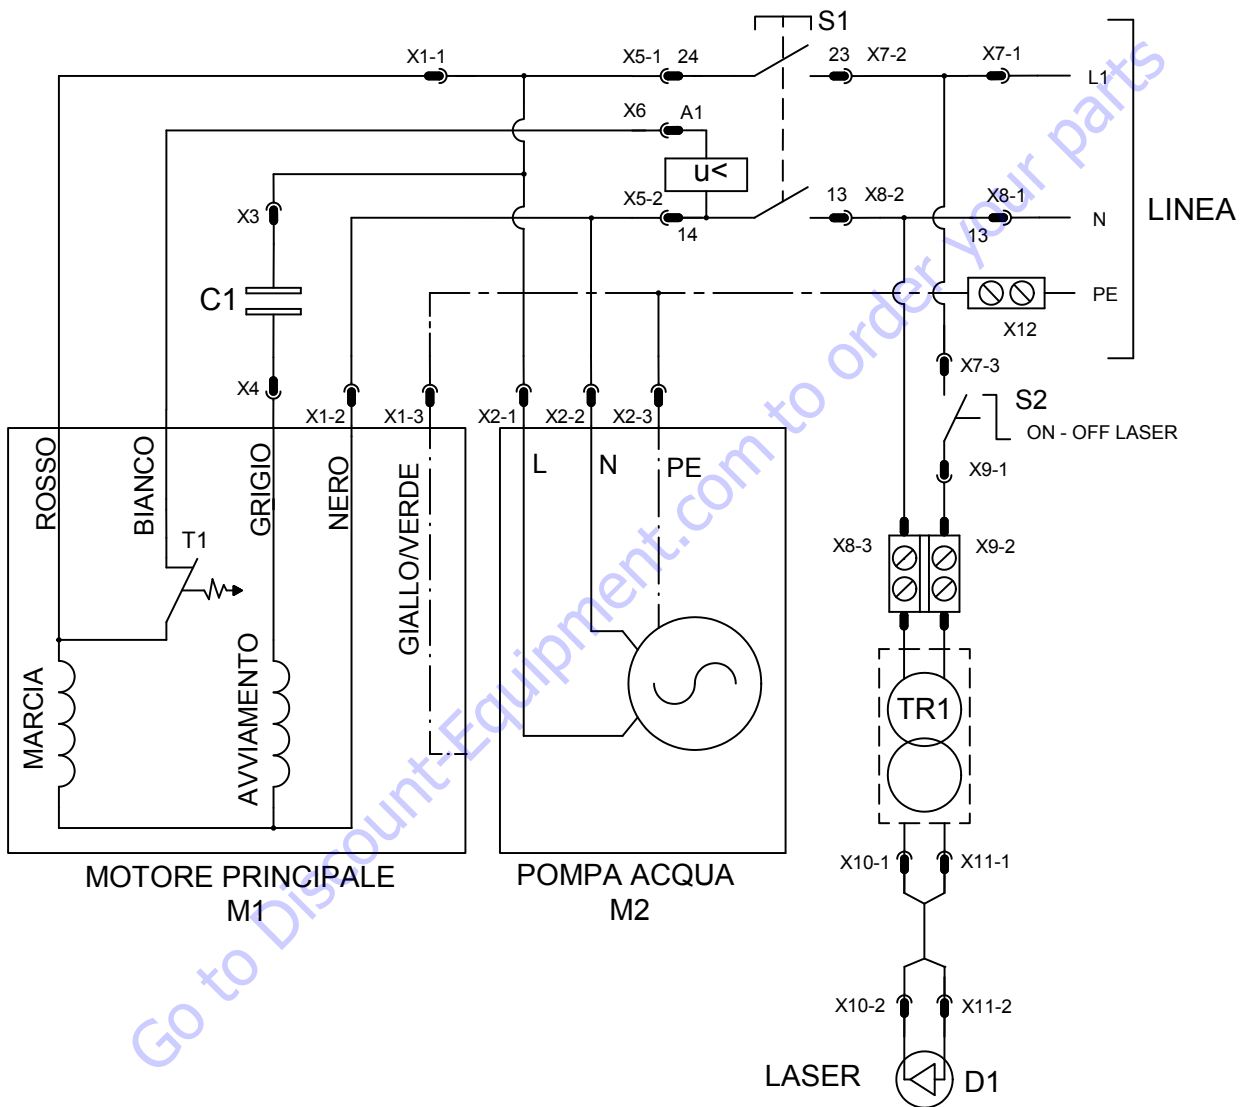 S1
X1-1
X5-1 24
23 X7-2
X7-1
L1
X6
A1
u<
X5-2
14
13 X8-2
X8-1
13
N
LINEA
X3
C1
PE
X12
X7-3
X4
X1-2
X1-3
X2-1
X2-2
X2-3
S2
ON - OFF LASER
X9-1
ROSSO
BIANCO
GRIGIO
NERO
GIALLO/VERDE
L
N
PE
T1
X8-3
X9-2
MARCIA
AVVIAMENTO
TR1
X10-1
X11-1
MOTORE PRINCIPALE
M1
POMPA ACQUA
M2
X10-2
X11-2
LASER
D1
Go to Discount-Equipment.com to order your parts